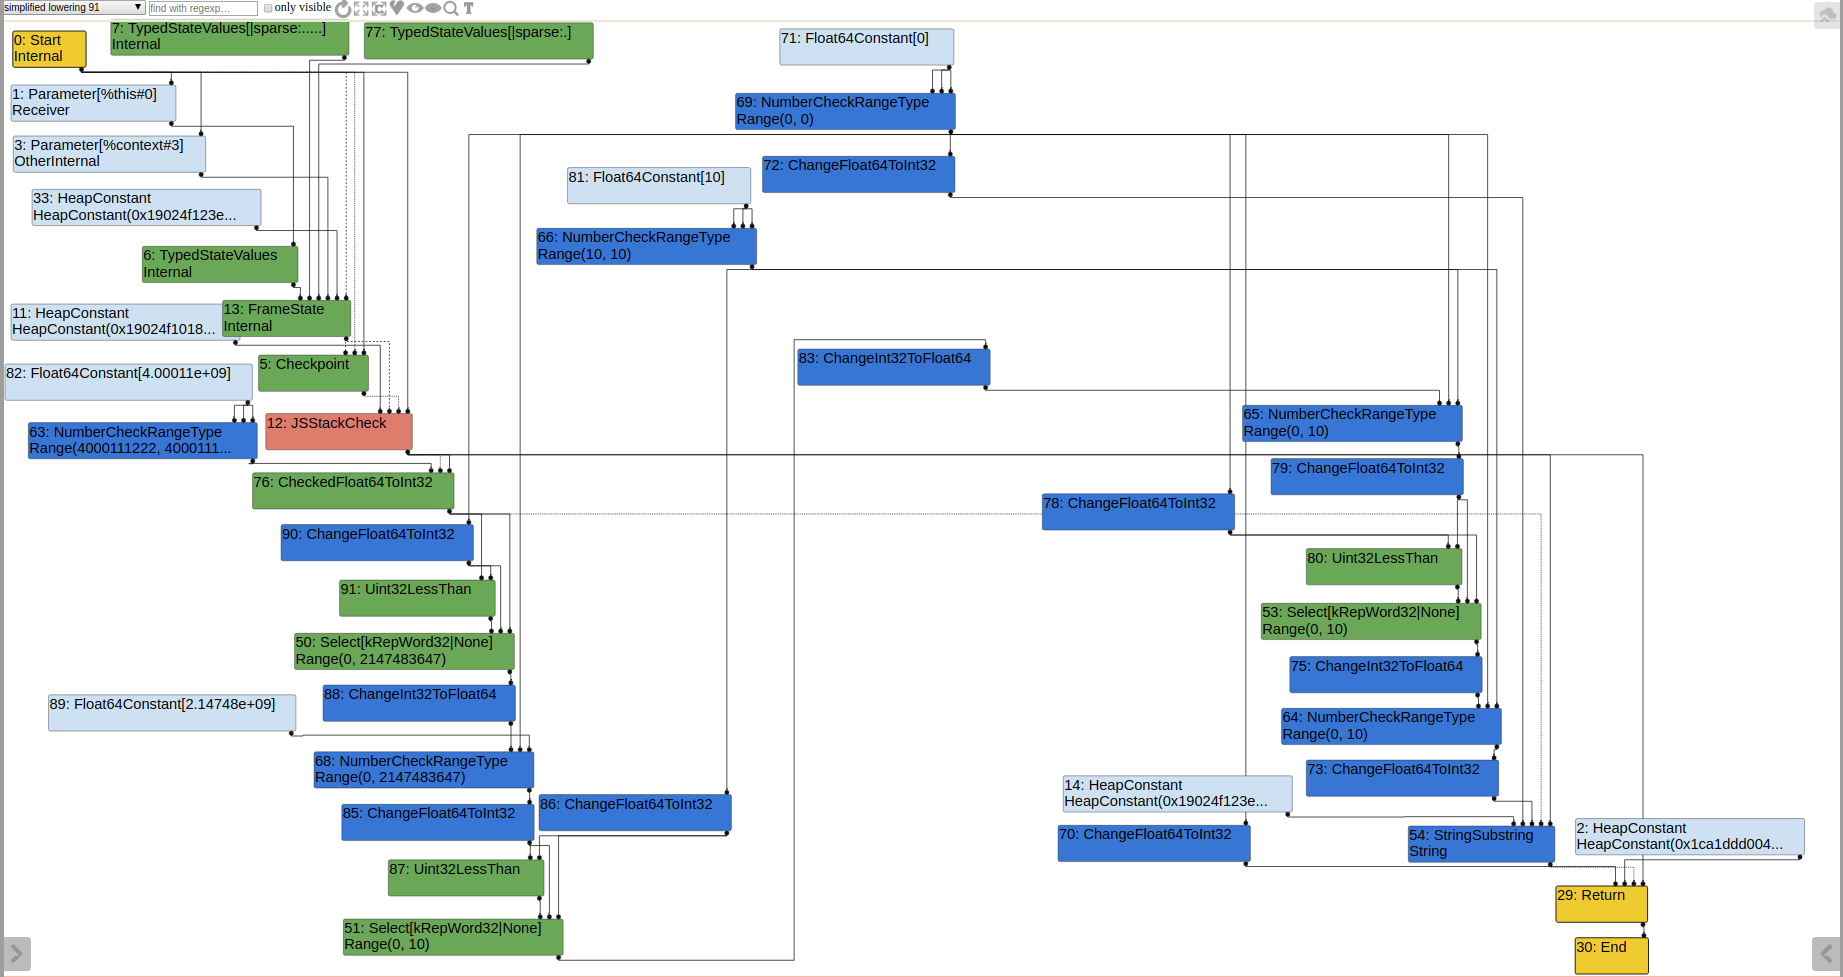 simplified lowering 91
find with regexp...
only visible
0: Start
Internal
7: TypedStateValues[|sparse:.....]
Internal
77: TypedStateValues[|sparse:.]
71: Float64Constant[0]
1: Parameter[%this#0]
Receiver
69: NumberCheckRangeType
Range(0, 0)
3: Parameter[%context#3]
OtherInternal
72: ChangeFloat64ToInt32
81: Float64Constant[10]
33: HeapConstant
HeapConstant(0x19024f123e...
66: NumberCheckRangeType
Range(10, 10)
6: TypedStateValues
Internal
11: HeapConstant
HeapConstant(0x19024f1018...
13: FrameState
Internal
5: Checkpoint
83: ChangeInt32ToFloat64
82: Float64Constant[4.00011e+09]
65: NumberCheckRangeType
Range(0, 10)
12: JSStackCheck
63: NumberCheckRangeType
Range(4000111222, 4000111...
79: ChangeFloat64ToInt32
76: CheckedFloat64ToInt32
78: ChangeFloat64ToInt32
90: ChangeFloat64ToInt32
80: Uint32LessThan
91: Uint32LessThan
53: Select[kRepWord32|None]
Range(0, 10)
50: Select[kRepWord32|None]
Range(0, 2147483647)
75: ChangeInt32ToFloat64
88: ChangeInt32ToFloat64
89: Float64Constant[2.14748e+09]
64: NumberCheckRangeType
Range(0, 10)
68: NumberCheckRangeType
Range(0, 2147483647)
73: ChangeFloat64ToInt32
14: HeapConstant
HeapConstant(0x19024f123e...
86: ChangeFloat64ToInt32
85: ChangeFloat64ToInt32
70: ChangeFloat64ToInt32
54: StringSubstring
String
2: HeapConstant
HeapConstant(0x1ca1ddd004...
87: Uint32LessThan
29: Return
51: Select[kRepWord32|None]
Range(0, 10)
30: End